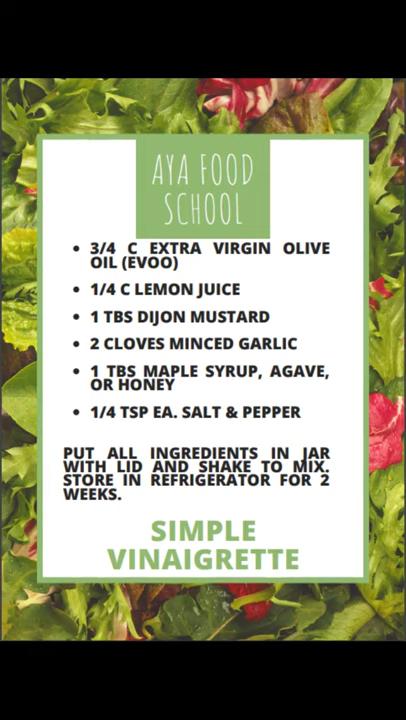 AYA FOOD
SCHOOL
• 3/4 C EXTRA VIRGIN OLIVE
OIL (EVOO)
• 1/4 C LEMON JUICE
• 1 TBS DIJON MUSTARD
• 2 CLOVES MINCED GARLIC
• 1 TBS MAPLE SYRUP, AGAVE,
OR HONEY
• 1/4 TSP EA. SALT & PEPPER
PUT ALL INGREDIENTS IN JAR
WITH LID AND SHAKE TO MIX.
STORE IN REFRIGERATOR FOR 2
WEEKS.
SIMPLE
VINAIGRETTE